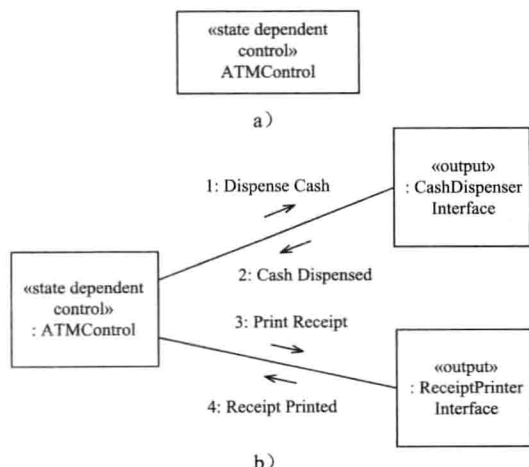 «state dependent
control»
ATMControl
a）
«output»
: CashDispenser
Interface
1: Dispense Cash
2: Cash Dispensed
«state dependent
control»
: ATMControl
3: Print Receipt
4: Receipt Printed
«output»
: ReceiptPrinter
Interface
b）